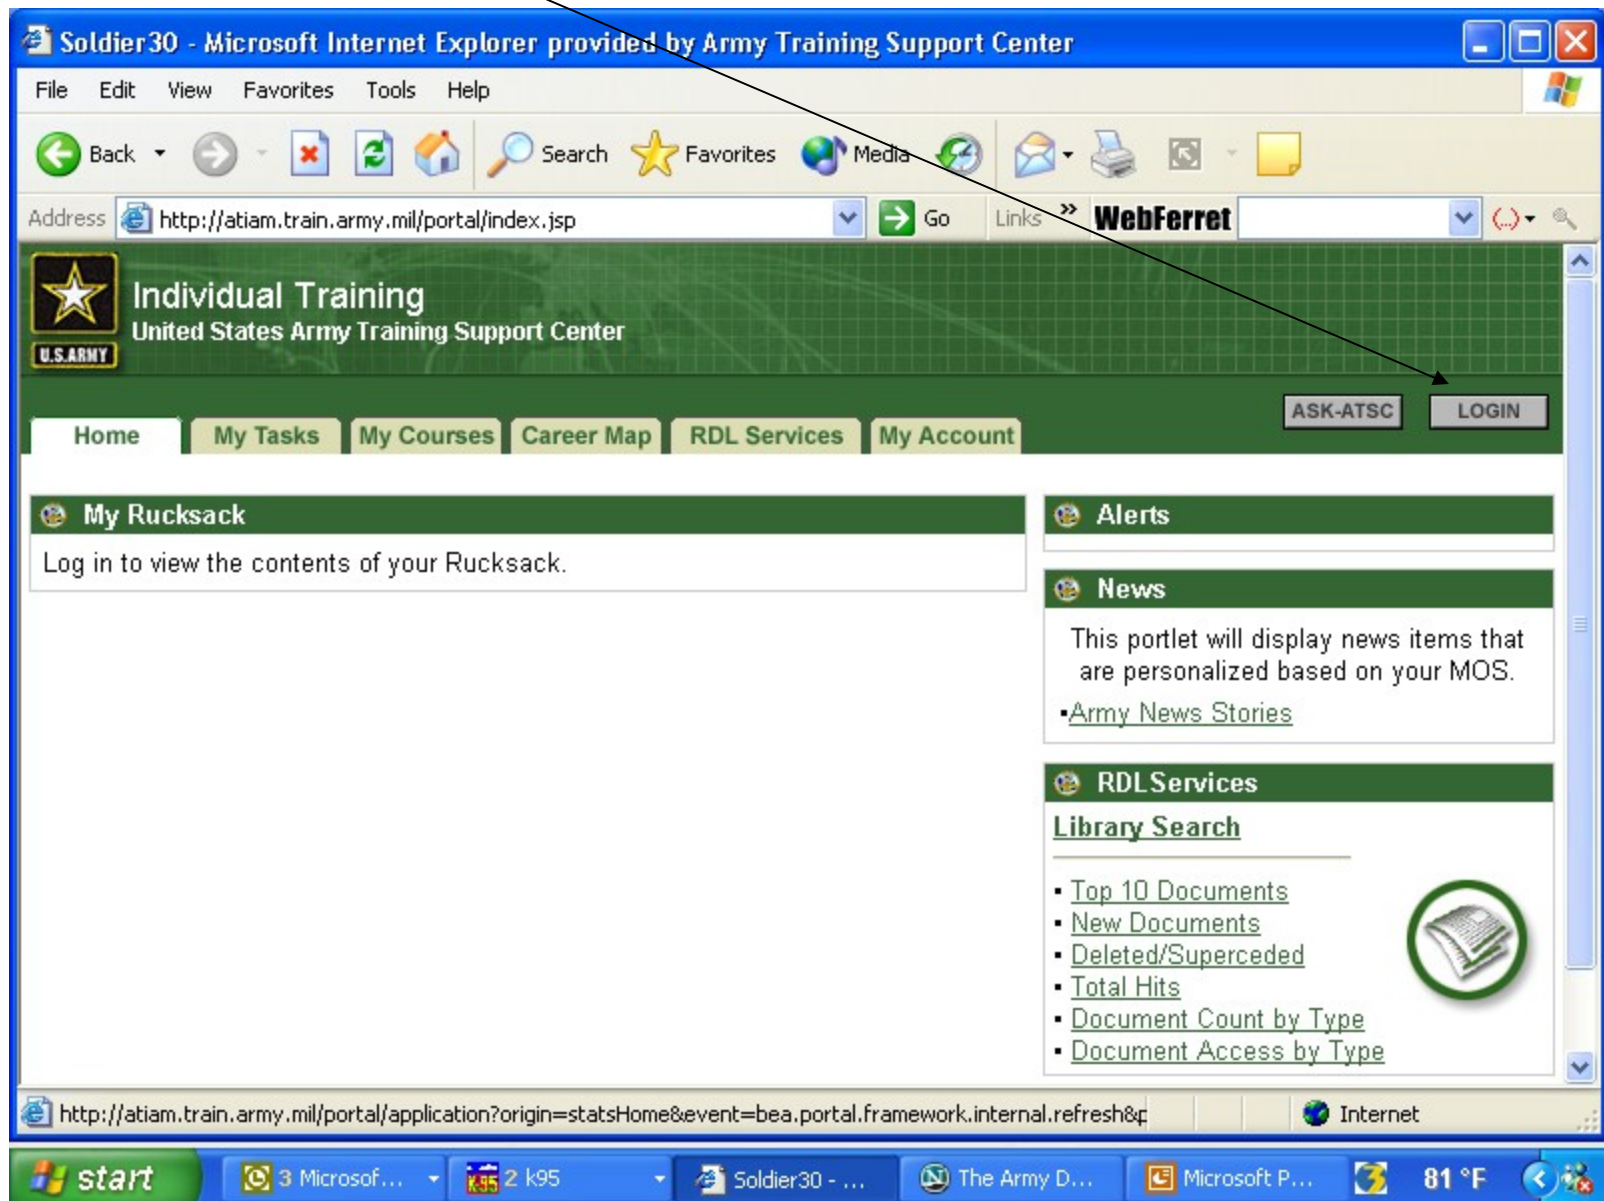 Soldier30 - Microsoft Internet Explorer provided by Army Training Support Center
File Edit View Favorites Tools Help
Back Search Favorites Media
Address http://atiam.train.army.mil/portal/index.jsp Go Links » WebFerret
Individual Training
United States Army Training Support Center
U.S.ARMY
ASK-ATSC LOGIN
Home My Tasks My Courses Career Map RDL Services My Account
My Rucksack
Log in to view the contents of your Rucksack.
Alerts
News
This portlet will display news items that
are personalized based on your MOS.
▪Army News Stories
RDLServices
Library Search
▪ Top 10 Documents
▪ New Documents
▪ Deleted/Superceded
▪ Total Hits
▪ Document Count by Type
▪ Document Access by Type
http://atiam.train.army.mil/portal/application?origin=statsHome&event=bea.portal.framework.internal.refresh&p Internet
start 3 Microsof... k95 2 k95 Soldier30 - ... The Army D... Microsoft P... 81 °F